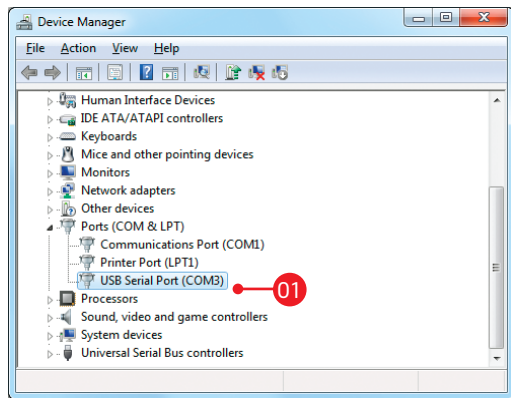 Device Manager
File Action View Help
Human Interface Devices
IDE ATA/ATAPI controllers
Keyboards
Mice and other pointing devices
Monitors
Network adapters
Other devices
Ports (COM & LPT)
Communications Port (COM1)
Printer Port (LPT1)
USB Serial Port (COM3)
01
Processors
Sound, video and game controllers
System devices
Universal Serial Bus controllers